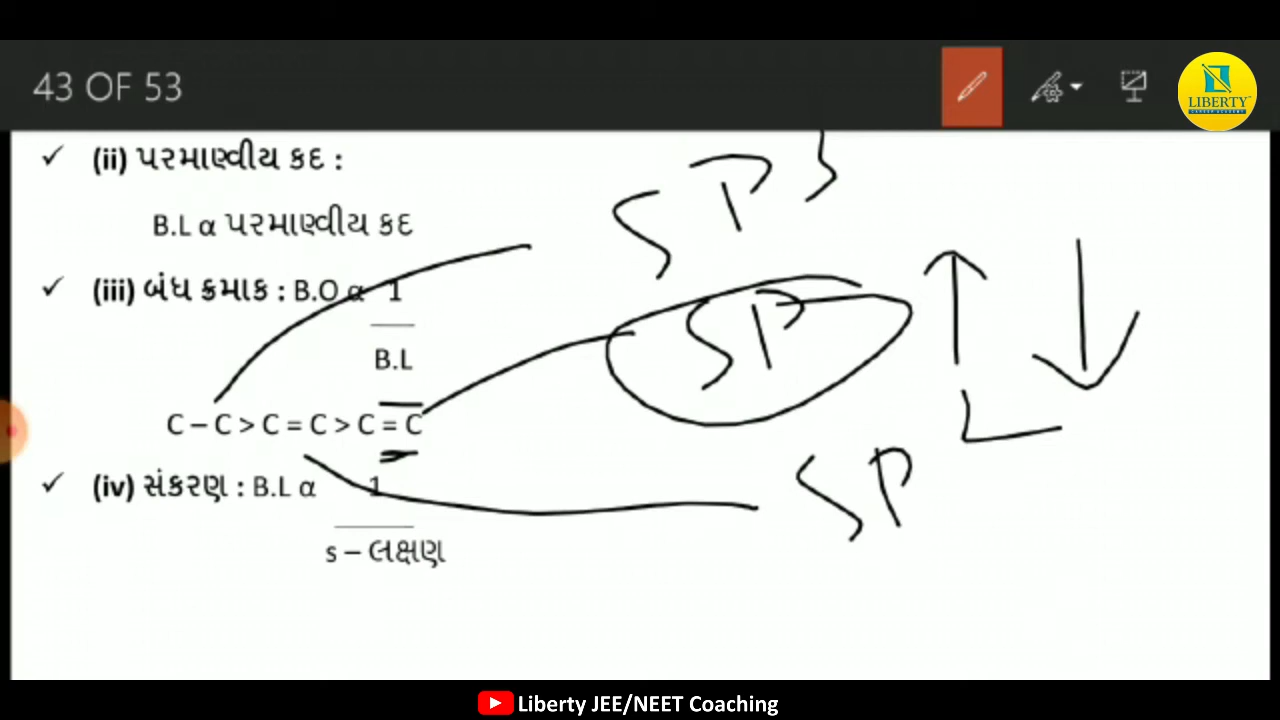 43 OF 53
LIBERTY
✓ (ii) પરમાણ્વીય કદ :
SP3
B.L α પરમાણ્વીય કદ
✓ (iii) બંધ ક્રમાક : B.O α 1
B.L
SP
C – C > C = C > C = C
L
✓ (iv) સંકરણ : B.L α 1
s – લક્ષણ
SP
Liberty JEE/NEET Coaching